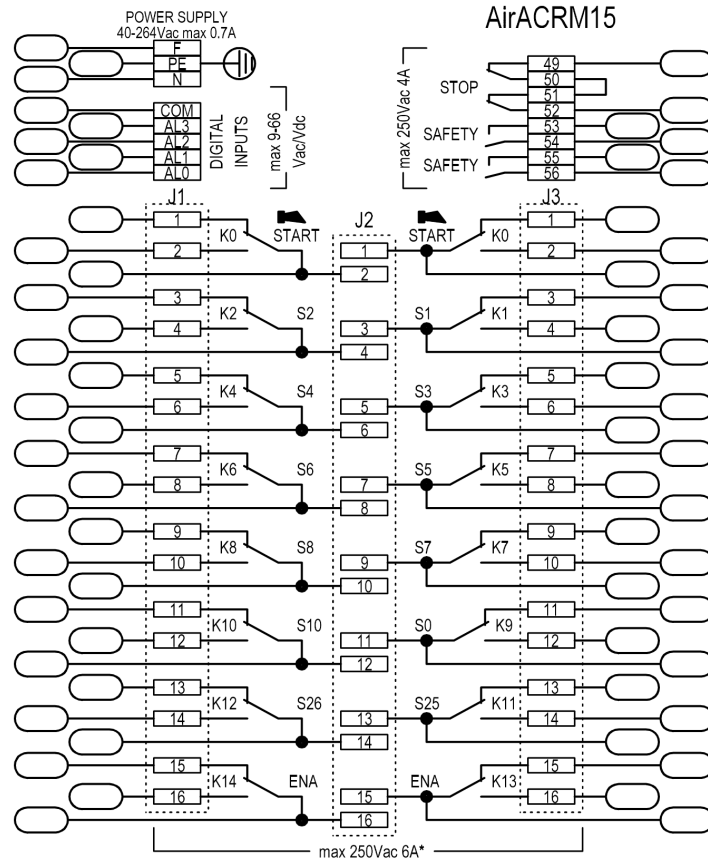 AirACRM15
POWER SUPPLY
40-264Vac max 0.7A
F
PE
N
COM
AL3
AL2
AL1
AL0
DIGITAL
INPUTS
max 9-66
Vac/Vdc
max 250Vac 4A
STOP
SAFETY
SAFETY
49
50
51
52
53
54
55
56
J1
J2
J3
1 K0 START 1 START K0 1
2 2 2
3 K2 S2 3 S1 K1 3
4 4 4
5 K4 S4 5 S3 K3 5
6 6 6
7 K6 S6 7 S5 K5 7
8 8 8
9 K8 S8 9 S7 K7 9
10 10 10
11 K10 S10 11 S0 K9 11
12 12 12
13 K12 S26 13 S25 K11 13
14 14 14
15 K14 ENA 15 ENA K13 15
16 16 16
max 250Vac 6A*